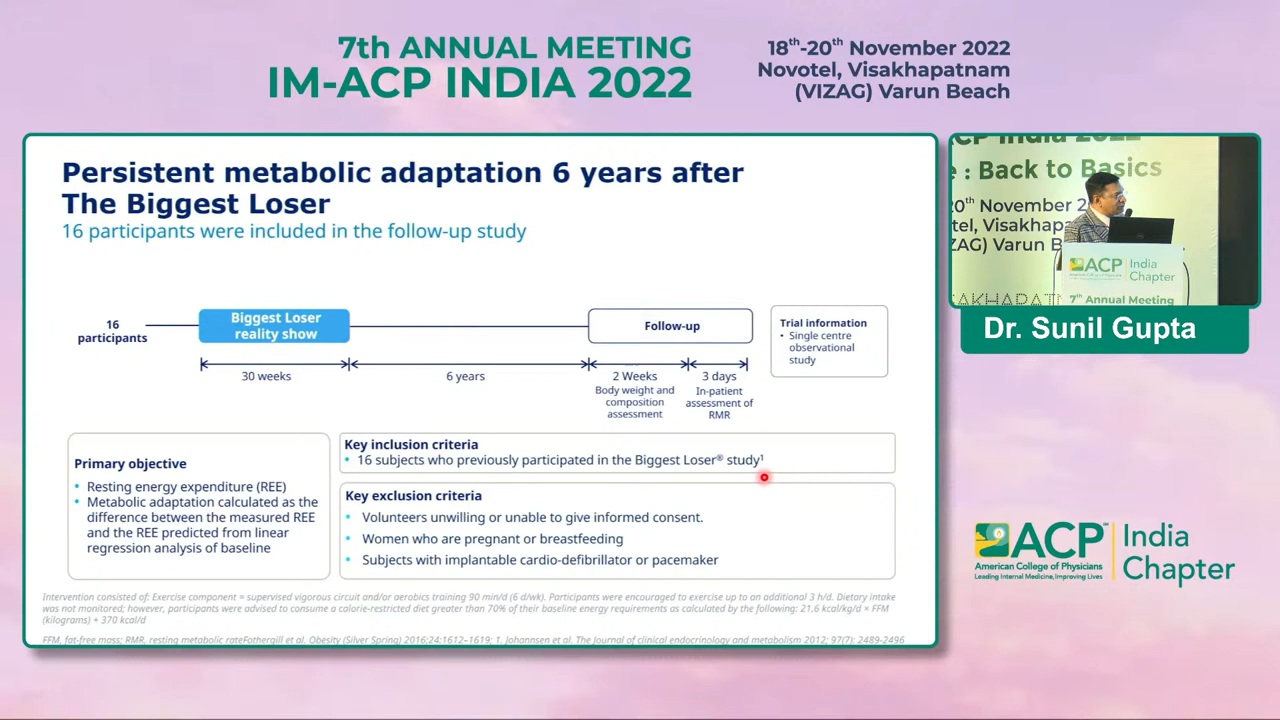 7th ANNUAL MEETING
IM-ACP INDIA 2022
18th-20th November 2022
Novotel, Visakhapatnam
(VIZAG) Varun Beach
Persistent metabolic adaptation 6 years after
The Biggest Loser
16 participants were included in the follow-up study
16
participants
Biggest Loser
reality show
Follow-up
30 weeks
6 years
2 Weeks
Body weight and
composition
assessment
3 days
In-patient
assessment of
RMR
Trial information
• Single centre
observational
study
Primary objective
• Resting energy expenditure (REE)
• Metabolic adaptation calculated as the
difference between the measured REE
and the REE predicted from linear
regression analysis of baseline
Key inclusion criteria
• 16 subjects who previously participated in the Biggest Loser® study¹
Key exclusion criteria
• Volunteers unwilling or unable to give informed consent.
• Women who are pregnant or breastfeeding
• Subjects with implantable cardio-defibrillator or pacemaker
Intervention consisted of: Exercise component = supervised vigorous circuit and/or aerobics training 90 min/d (6 d/wk). Participants were encouraged to exercise up to an additional 3 h/d. Dietary intake
was not monitored; however, participants were advised to consume a calorie-restricted diet greater than 70% of their baseline energy requirements as calculated by the following: 21.6 kcal/kg/d × FFM
(kilograms) + 370 kcal/d
FFM, fat-free mass; RMR, resting metabolic rateFothergill et al. Obesity (Silver Spring) 2016;24:1612–1619; 1. Johannsen et al. The Journal of clinical endocrinology and metabolism 2012; 97(7): 2489-2496
ACP India 2022
: Back to Basics
20th November 2
tel, Visakhap
ZAG) Varun B
ACP India
Chapter
7th Annual Meeting
Dr. Sunil Gupta
ACP
American College of Physicians
Leading Internal Medicine, Improving Lives
India
Chapter